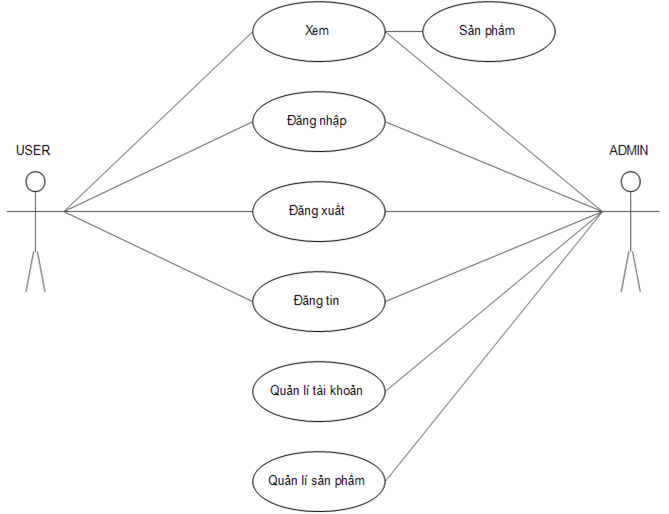 Xem
Sản phẩm
Đăng nhập
USER
ADMIN
Đăng xuất
Đăng tin
Quản lí tài khoản
Quản lí sản phẩm